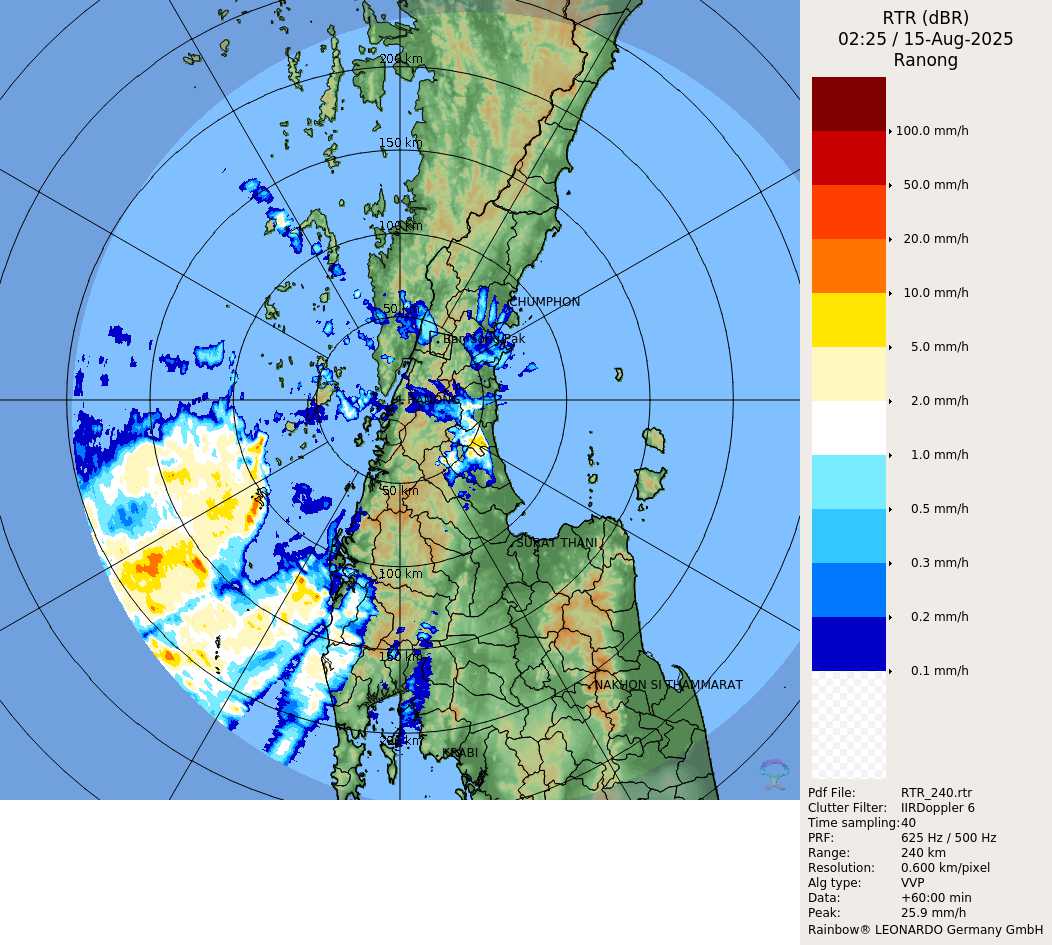 RTR (dBR)
02:25 / 15-Aug-2025
Ranong
200 km
150 km
100 km
50 km
CHUMPHON
RANONG
50 km
SURAT THANI
100 km
150 km
NAKHON SI THAMMARAT
200 km
KRABI
100.0 mm/h
50.0 mm/h
20.0 mm/h
10.0 mm/h
5.0 mm/h
2.0 mm/h
1.0 mm/h
0.5 mm/h
0.3 mm/h
0.2 mm/h
0.1 mm/h
Pdf File: RTR_240.rtr
Clutter Filter: IIRDoppler 6
Time sampling:40
PRF: 625 Hz / 500 Hz
Range: 240 km
Resolution: 0.600 km/pixel
Alg type: VVP
Data: +60:00 min
Peak: 25.9 mm/h
Rainbow® LEONARDO Germany GmbH